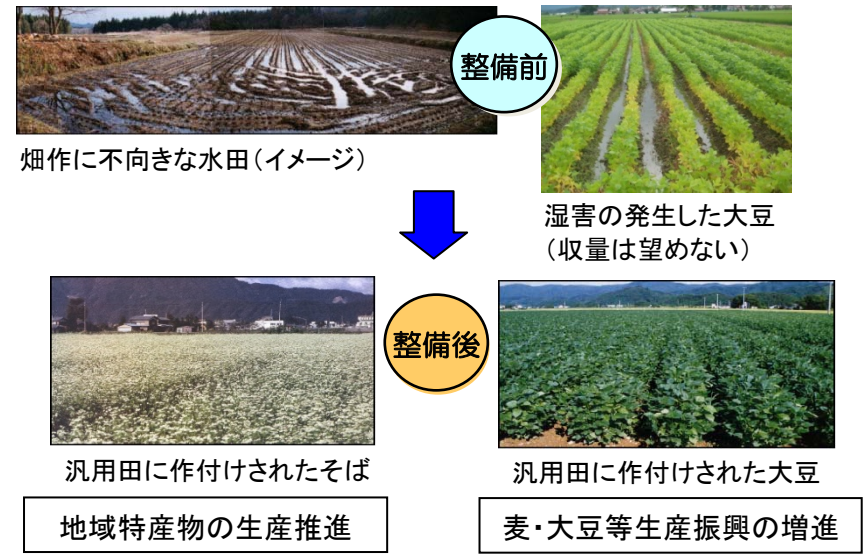 整備前
畑作に不向きな水田(イメージ)
湿害の発生した大豆
(収量は望めない)
整備後
汎用田に作付けされたそば
汎用田に作付けされた大豆
地域特産物の生産推進
麦・大豆等生産振興の増進